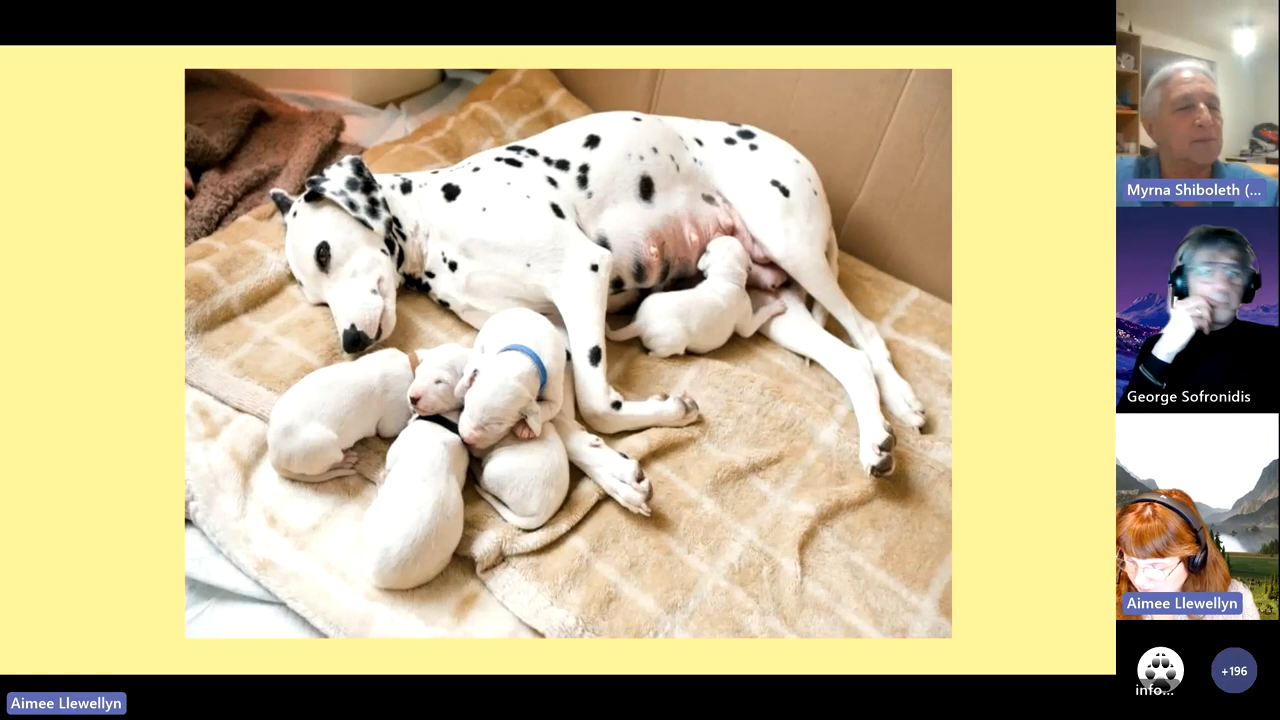 Myrna Shiboleth (...
George Sofronidis
Aimee Llewellyn
info...
+196
Aimee Llewellyn